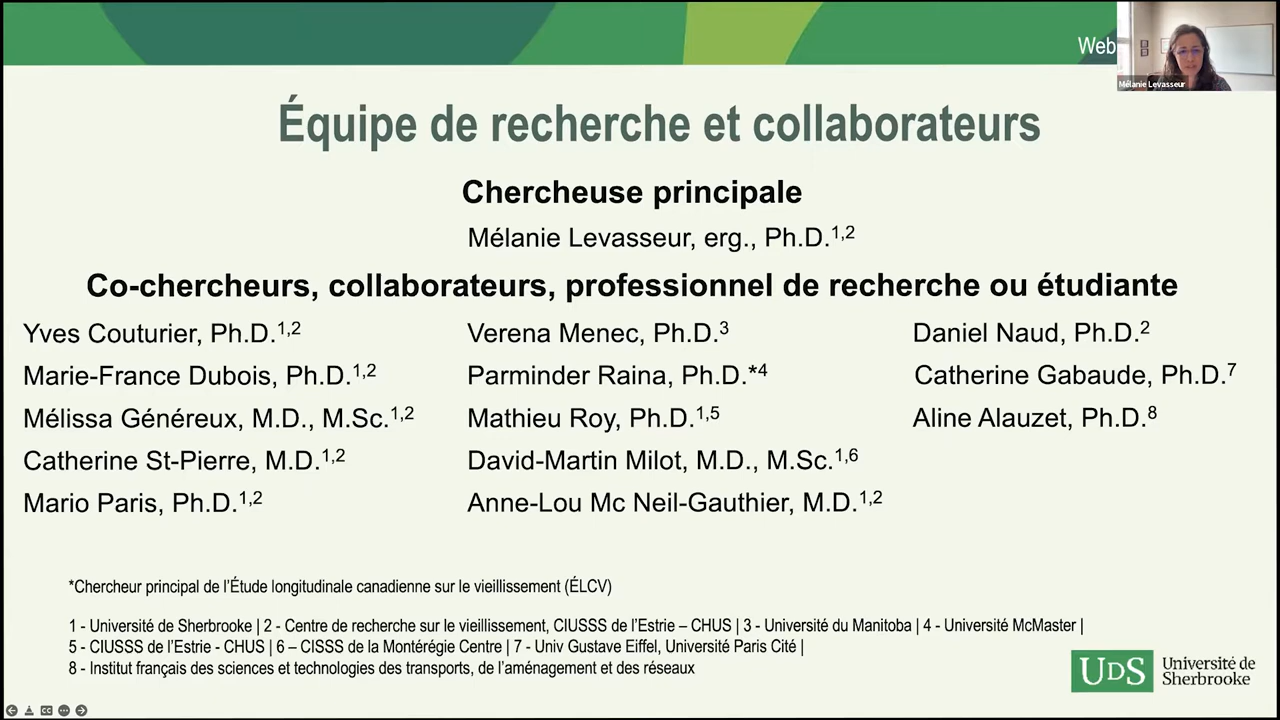 Web
Mélanie Levasseur
Équipe de recherche et collaborateurs
Chercheuse principale
Mélanie Levasseur, erg., Ph.D.1,2
Co-chercheurs, collaborateurs, professionnel de recherche ou étudiante
Yves Couturier, Ph.D.1,2
Marie-France Dubois, Ph.D.1,2
Mélissa Généreux, M.D., M.Sc.1,2
Catherine St-Pierre, M.D.1,2
Mario Paris, Ph.D.1,2
Verena Menec, Ph.D.3
Parminder Raina, Ph.D.*4
Mathieu Roy, Ph.D.1,5
David-Martin Milot, M.D., M.Sc.1,6
Anne-Lou Mc Neil-Gauthier, M.D.1,2
Daniel Naud, Ph.D.2
Catherine Gabaude, Ph.D.7
Aline Alauzet, Ph.D.8
*Chercheur principal de l'Étude longitudinale canadienne sur le vieillissement (ÉLCV)
1 - Université de Sherbrooke | 2 - Centre de recherche sur le vieillissement, CIUSSS de l'Estrie – CHUS | 3 - Université du Manitoba | 4 - Université McMaster |
5 - CIUSSS de l'Estrie - CHUS | 6 – CISSS de la Montérégie Centre | 7 - Univ Gustave Eiffel, Université Paris Cité |
8 - Institut français des sciences et technologies des transports, de l'aménagement et des réseaux
UDS Université de
Sherbrooke